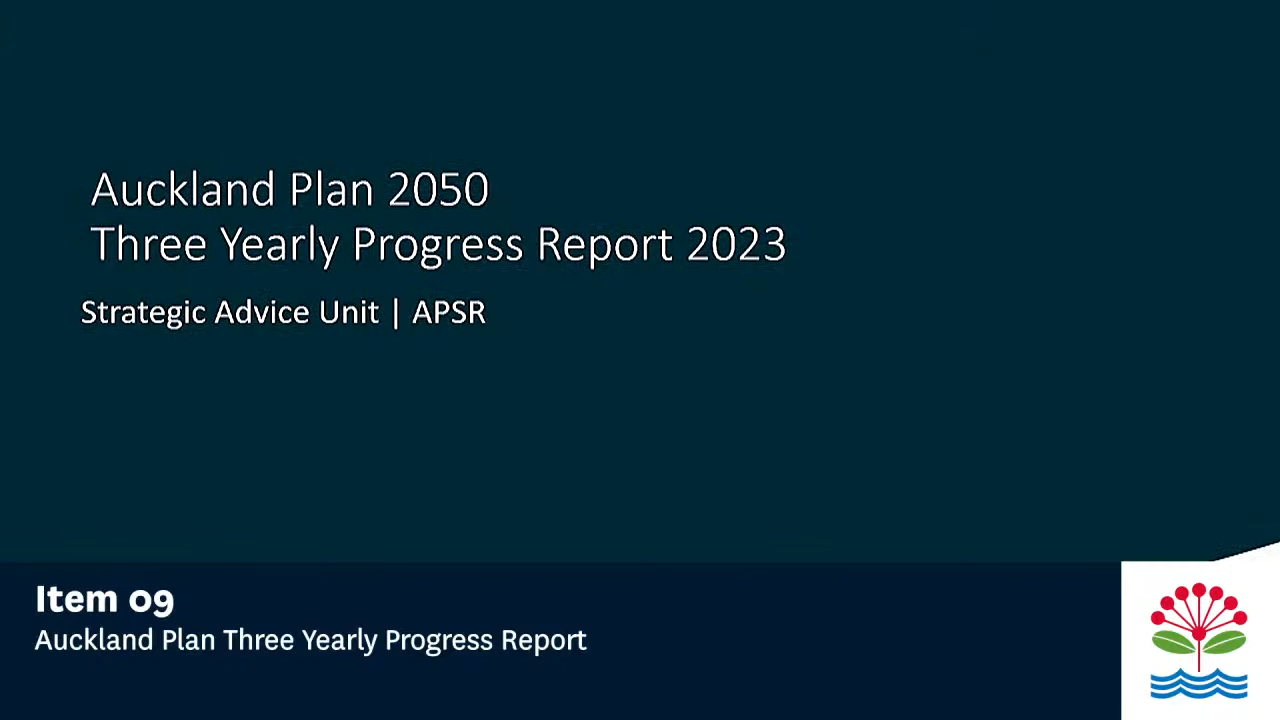 Auckland Plan 2050
Three Yearly Progress Report 2023
Strategic Advice Unit | APSR
Item 09
Auckland Plan Three Yearly Progress Report